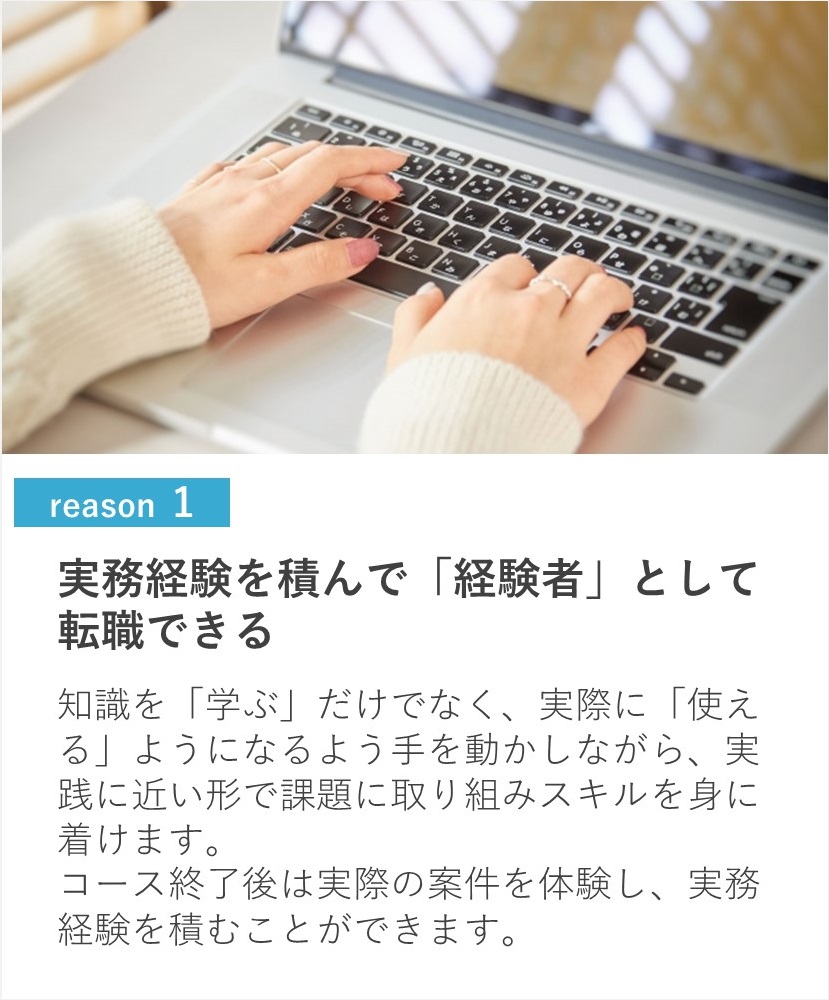 reason 1
実務経験を積んで「経験者」として
転職できる
知識を「学ぶ」だけでなく、実際に「使え
る」ようになるよう手を動かしながら、実
践に近い形で課題に取り組みスキルを身に
着けます。
コース終了後は実際の案件を体験し、実務
経験を積むことができます。